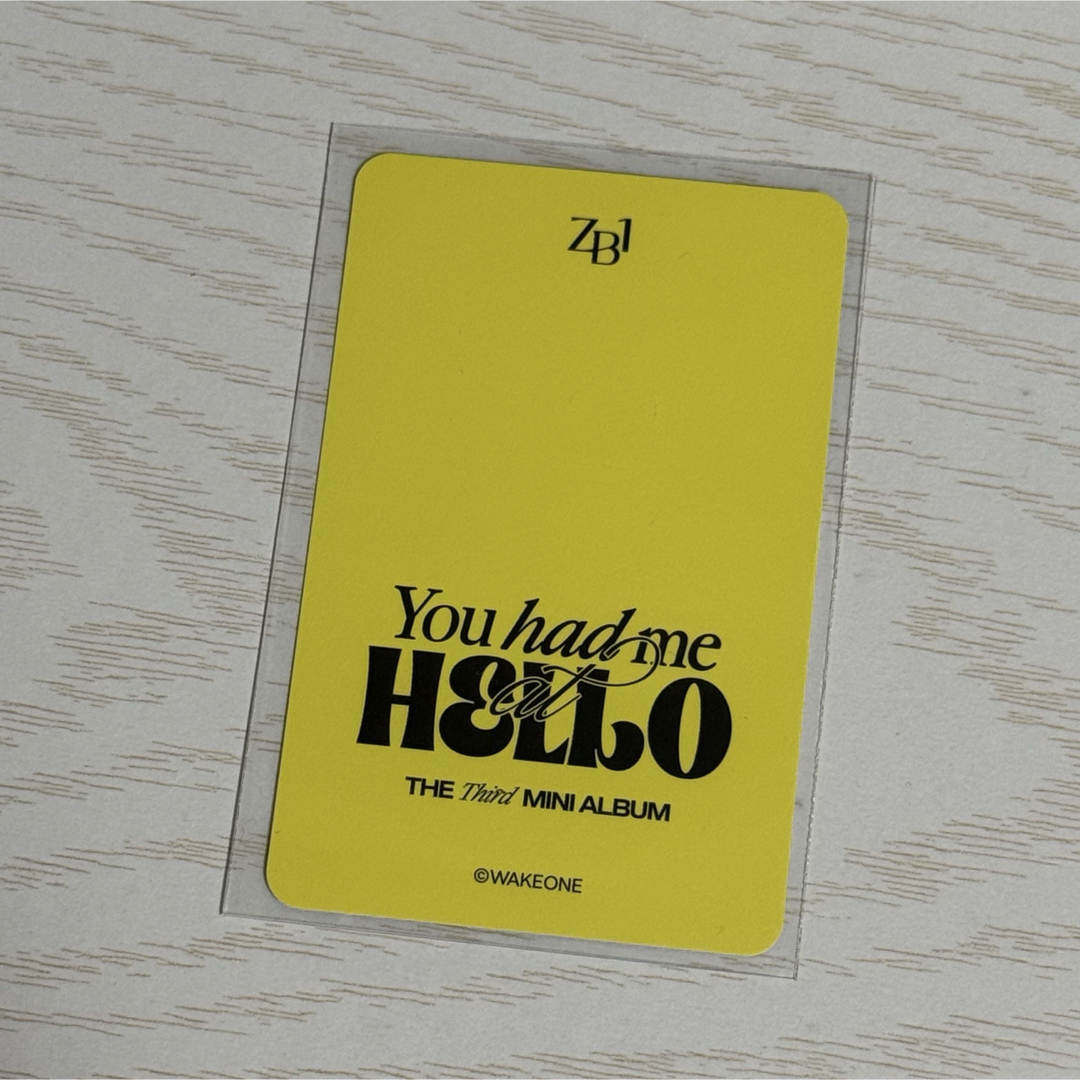 ZB1
You had me
at
HELLO
THE Third MINI ALBUM
©WAKEONE